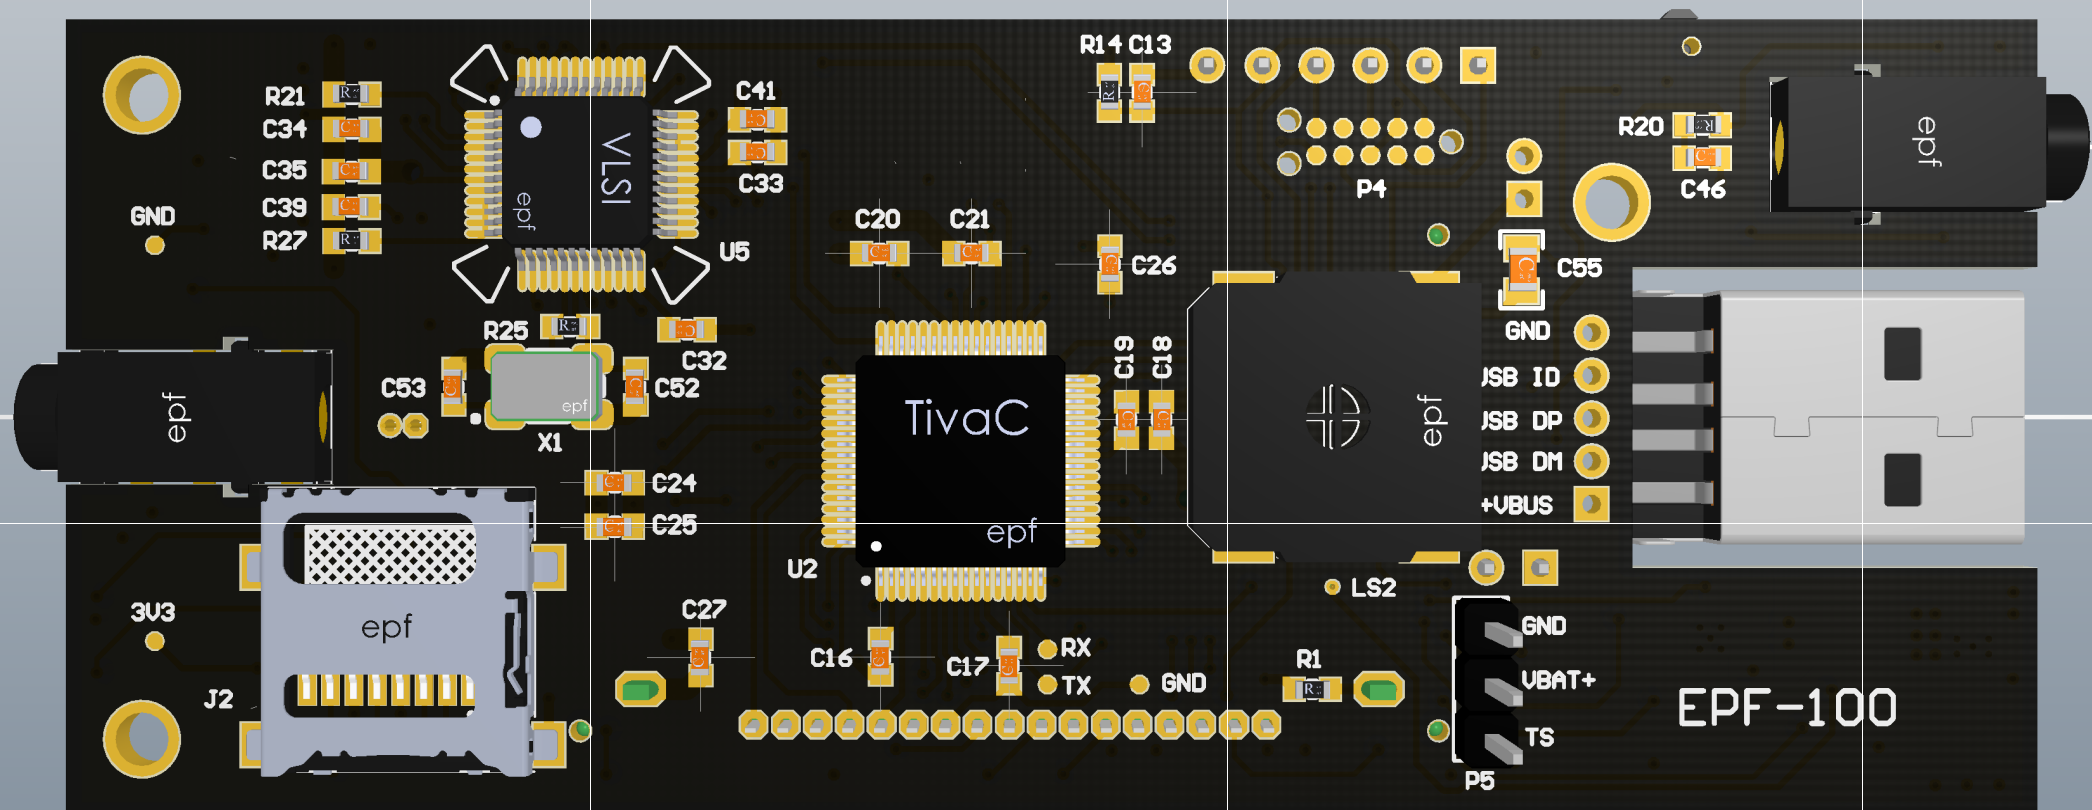 R14 C13
R21
C34
C35
C39
R27
GND
VLSI
epf
U5
C41
C33
C20 C21
C26
P4
R20
C46
epf
C55
GND
USB ID
USB DP
USB DM
+VBUS
R25
C32
C53
C52
epf
X1
epf
C24
C25
TivaC
epf
U2
C19
C18
epf
LS2
3V3
epf
J2
C27
C16
C17
RX
TX
GND
R1
GND
VBAT+
TS
P5
EPF-100